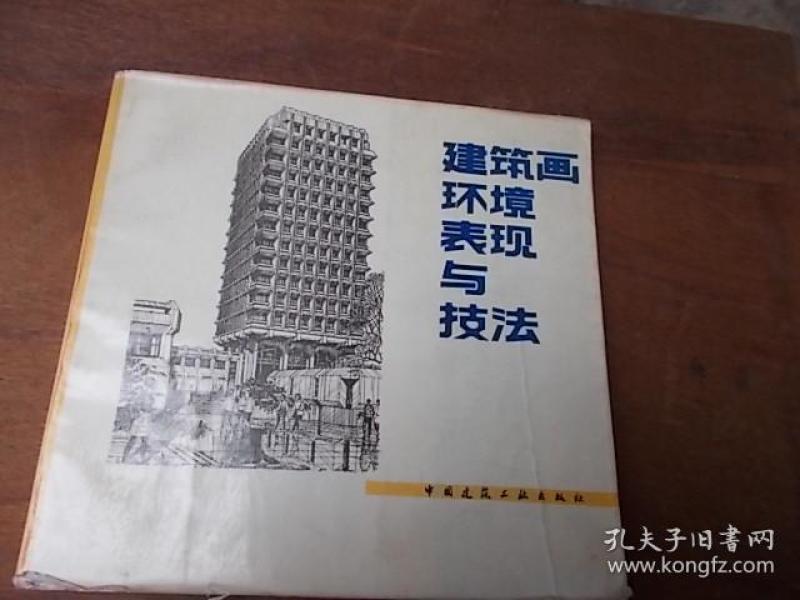 建筑画
环境
表现
与
技法
中国建筑工业出版社
孔夫子旧書网
www.kongfz.com